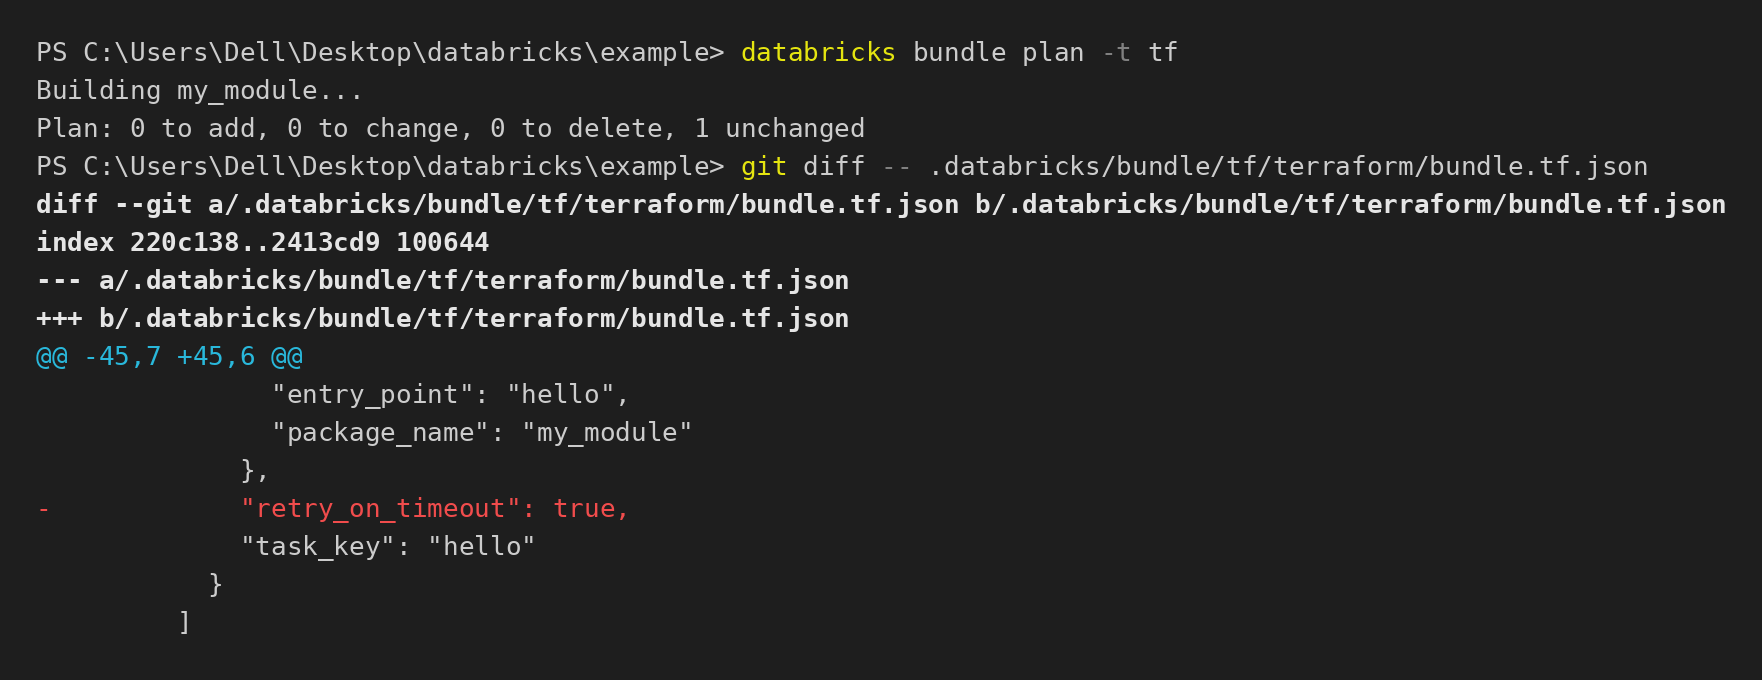 PS C:\Users\Dell\Desktop\databricks\example> databricks bundle plan -t tf
Building my_module...
Plan: 0 to add, 0 to change, 0 to delete, 1 unchanged
PS C:\Users\Dell\Desktop\databricks\example> git diff -- .databricks/bundle/tf/terraform/bundle.tf.json
diff --git a/.databricks/bundle/tf/terraform/bundle.tf.json b/.databricks/bundle/tf/terraform/bundle.tf.json
index 220c138..2413cd9 100644
--- a/.databricks/bundle/tf/terraform/bundle.tf.json
+++ b/.databricks/bundle/tf/terraform/bundle.tf.json
@@ -45,7 +45,6 @@
               "entry_point": "hello",
               "package_name": "my_module"
             },
-            "retry_on_timeout": true,
             "task_key": "hello"
           }
         ]